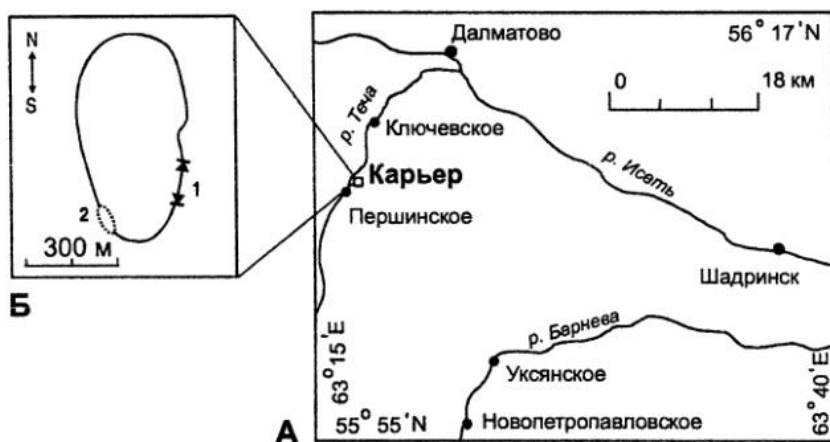 N
S
1
2
300 м
Б
Далматово
56° 17'N
0 18 км
р. Теча
Ключевское
Карьер
Першинское
р. Исеть
Шадринск
р. Барнева
63° 15'E
Уксянское
63° 40'E
55° 55'N
Новопетропавловское
А